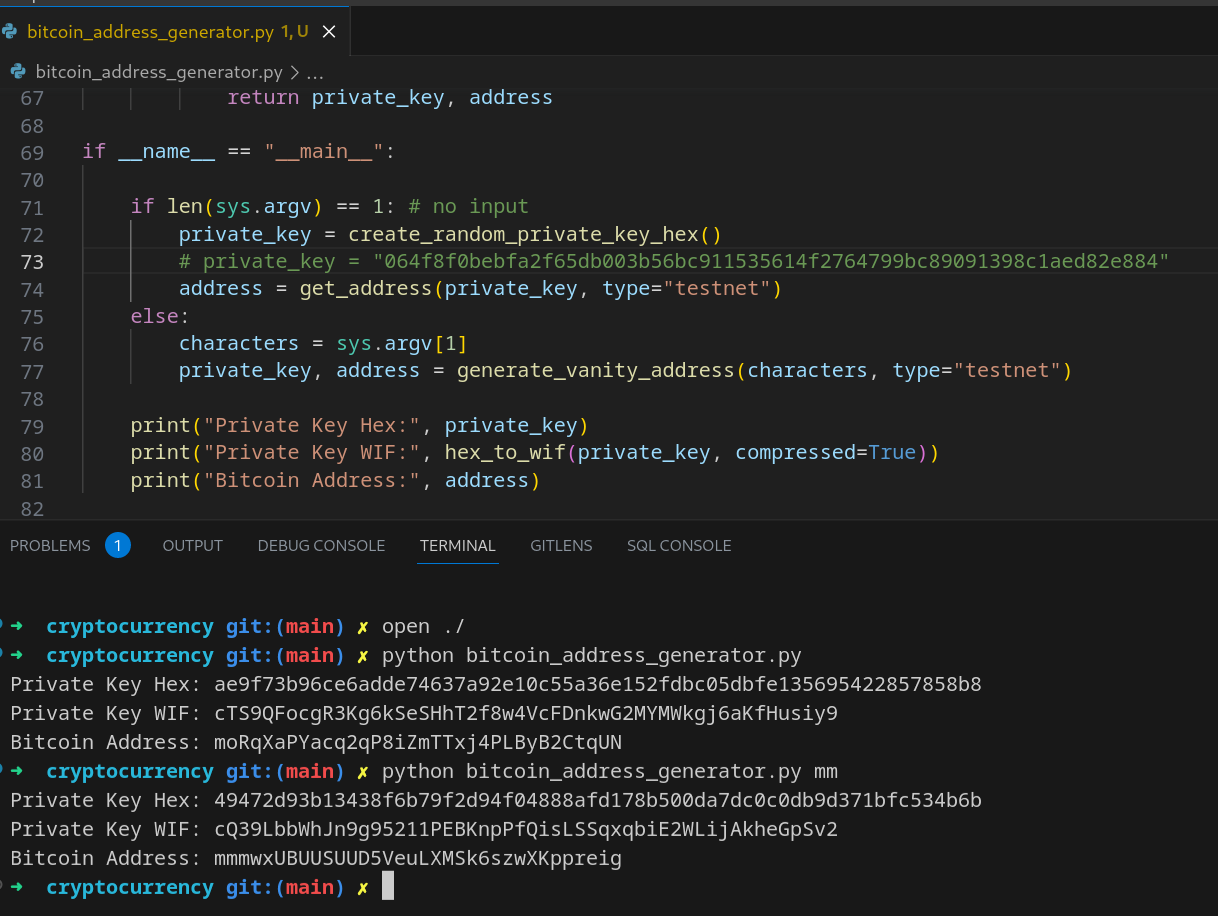 bitcoin_address_generator.py 1, U
bitcoin_address_generator.py > ...
67 return private_key, address
68
69 if __name__ == "__main__":
70
71 if len(sys.argv) == 1: # no input
72 private_key = create_random_private_key_hex()
73 # private_key = "064f8f0bebfa2f65db003b56bc911535614f2764799bc89091398c1aed82e884"
74 address = get_address(private_key, type="testnet")
75 else:
76 characters = sys.argv[1]
77 private_key, address = generate_vanity_address(characters, type="testnet")
78
79 print("Private Key Hex:", private_key)
80 print("Private Key WIF:", hex_to_wif(private_key, compressed=True))
81 print("Bitcoin Address:", address)
82
PROBLEMS 1 OUTPUT DEBUG CONSOLE TERMINAL GITLENS SQL CONSOLE
➜ cryptocurrency git:(main) ✗ open ./
➜ cryptocurrency git:(main) ✗ python bitcoin_address_generator.py
Private Key Hex: ae9f73b96ce6adde74637a92e10c55a36e152fdbc05dbfe135695422857858b8
Private Key WIF: cTS9QFocgR3Kg6kSeSHhT2f8w4VcFDnkwG2MYMWkgj6aKfHusiy9
Bitcoin Address: moRqXaPYacq2qP8iZmTTxj4PLByB2CtqUN
➜ cryptocurrency git:(main) ✗ python bitcoin_address_generator.py mm
Private Key Hex: 49472d93b13438f6b79f2d94f04888afd178b500da7dc0c0db9d371bfc534b6b
Private Key WIF: cQ39LbbWhJn9g95211PEBKnpPfQisLSSqxqbiE2WLijAkheGpSv2
Bitcoin Address: mmmwxUBUUSUUD5VeuLXMSk6szwXKppreig
➜ cryptocurrency git:(main) ✗